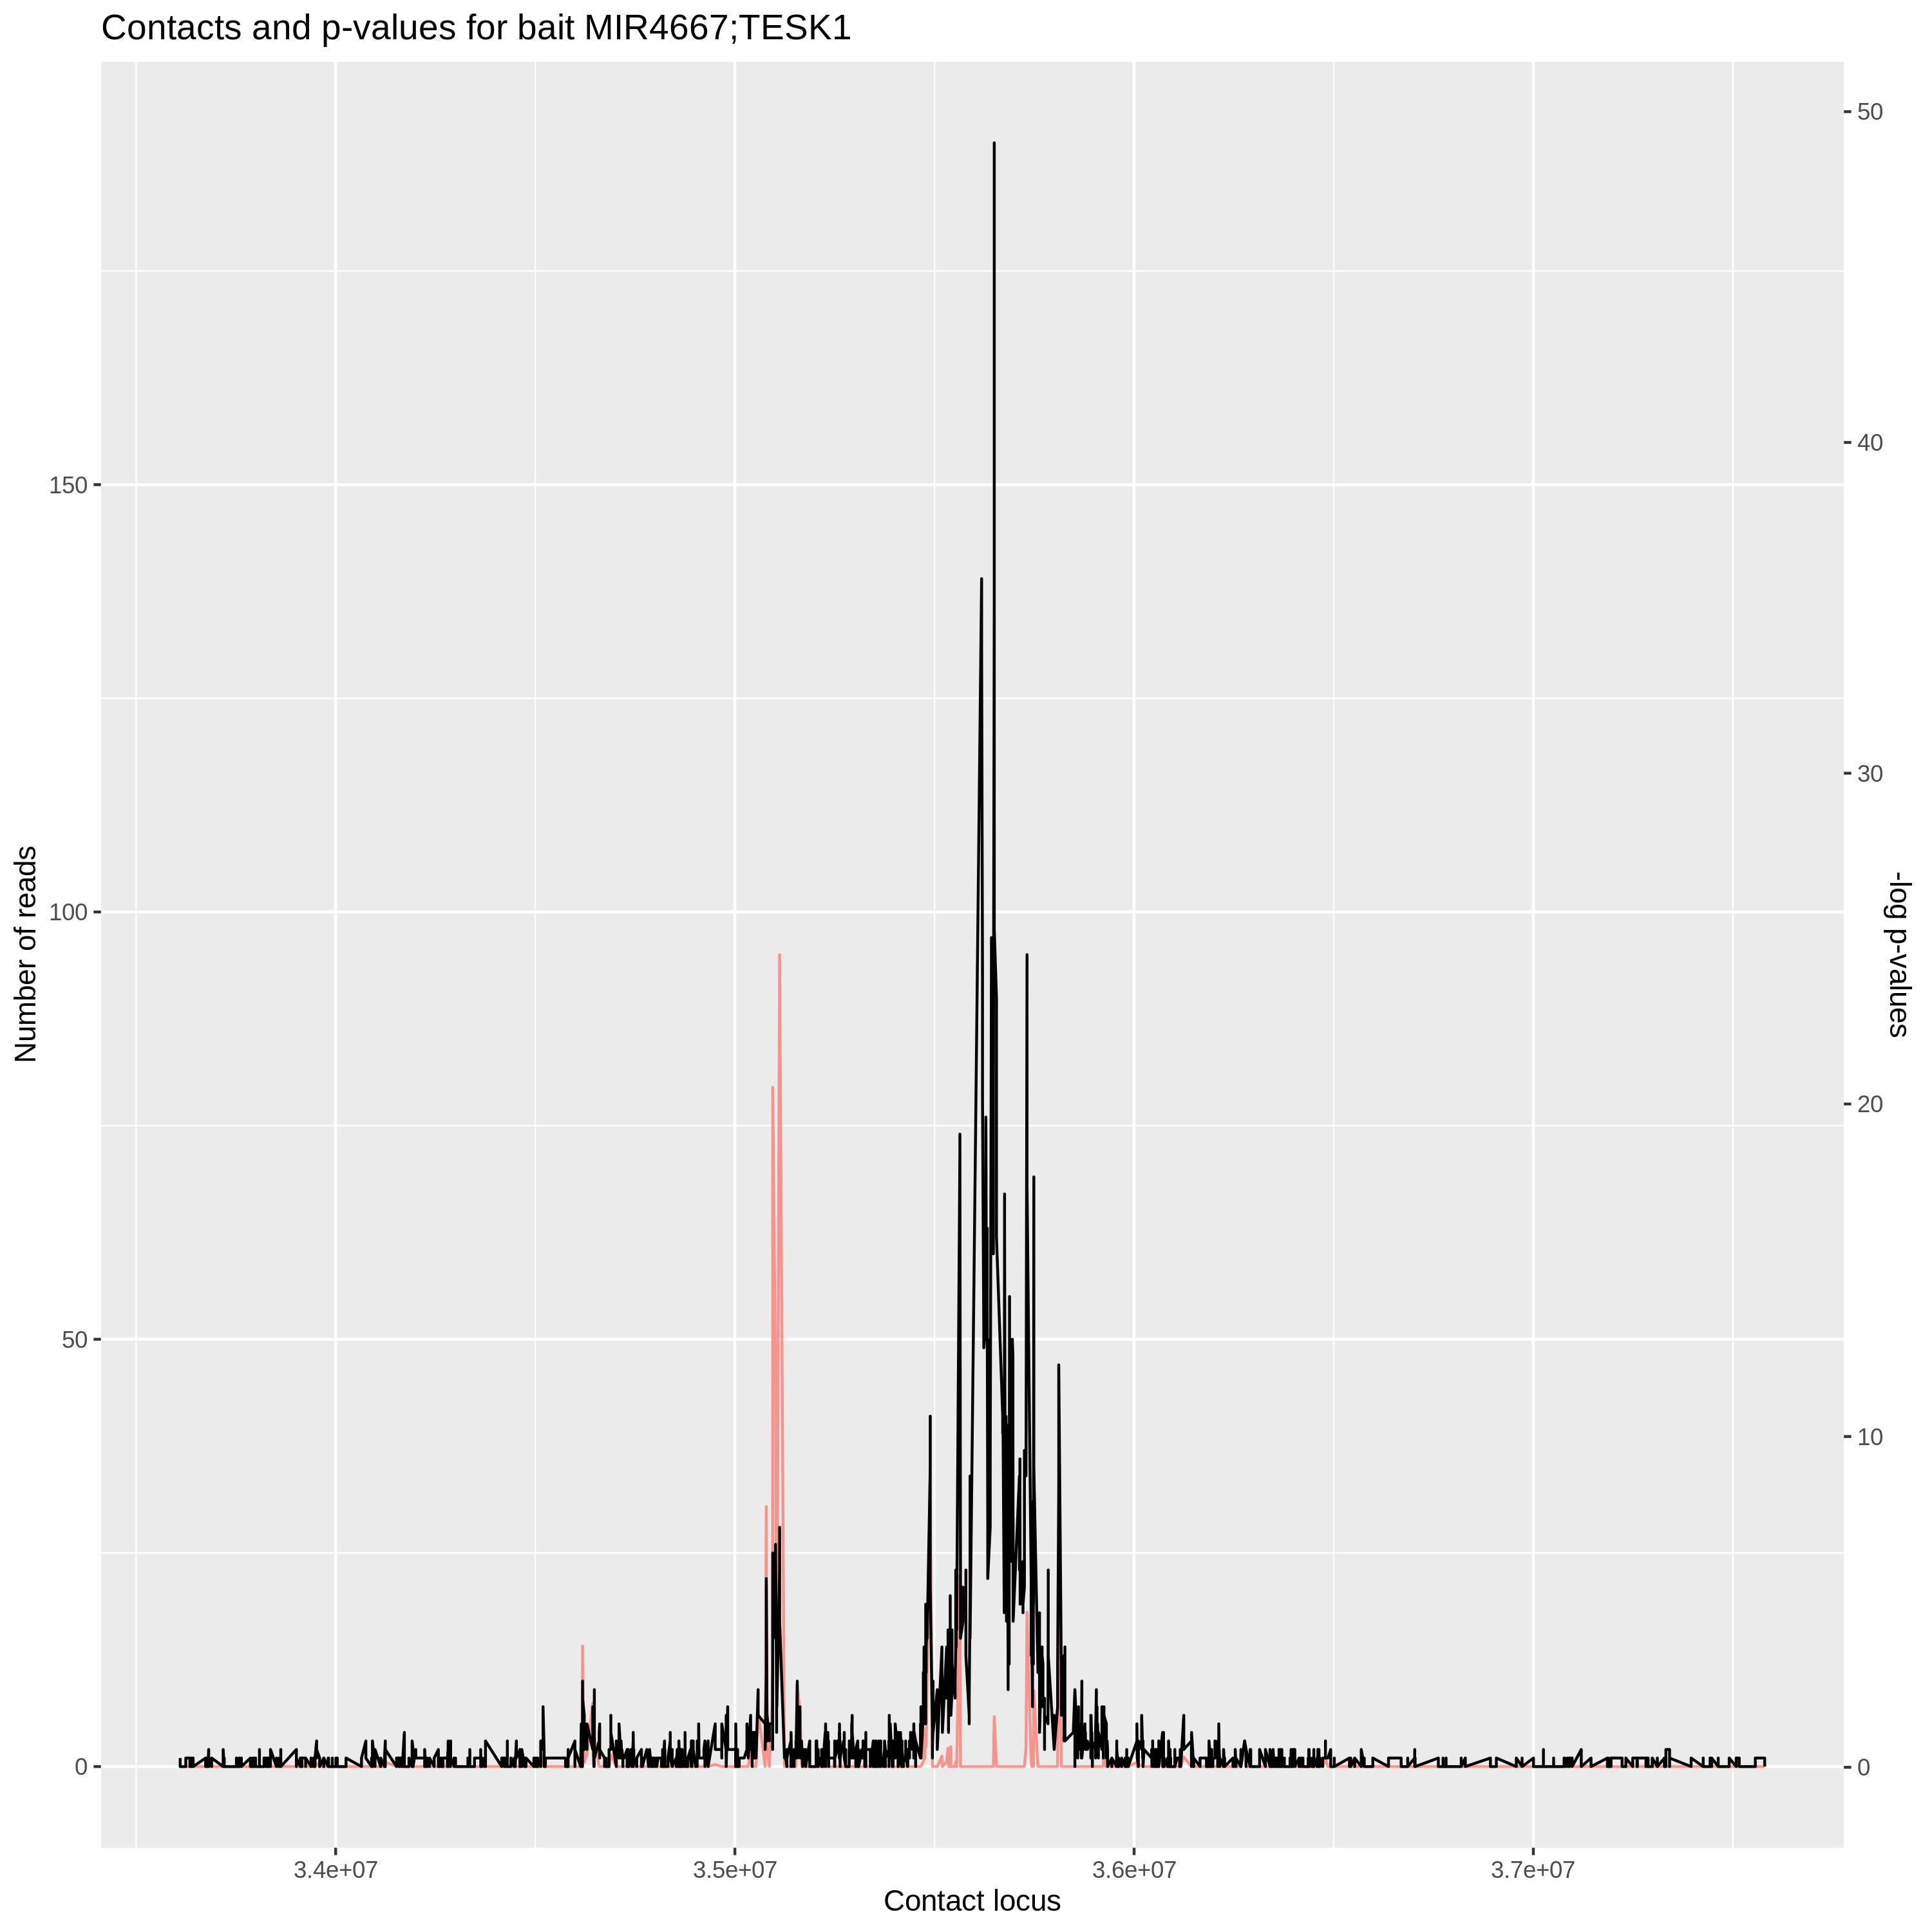 Contacts and p-values for bait MIR4667;TESK1
Number of reads
150
100
50
0
50
40
30
20
10
0
-log p-values
3.4e+07 3.5e+07 3.6e+07 3.7e+07
Contact locus